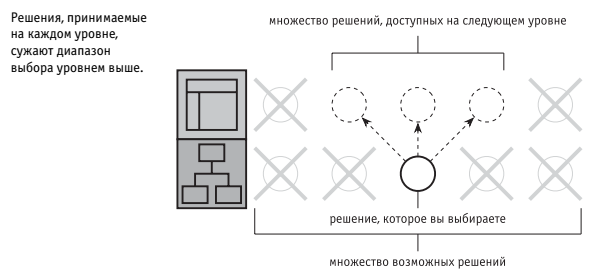 Решения, принимаемые
на каждом уровне,
сужают диапазон
выбора уровнем выше.
множество решений, доступных на следующем уровне
решение, которое вы выбираете
множество возможных решений